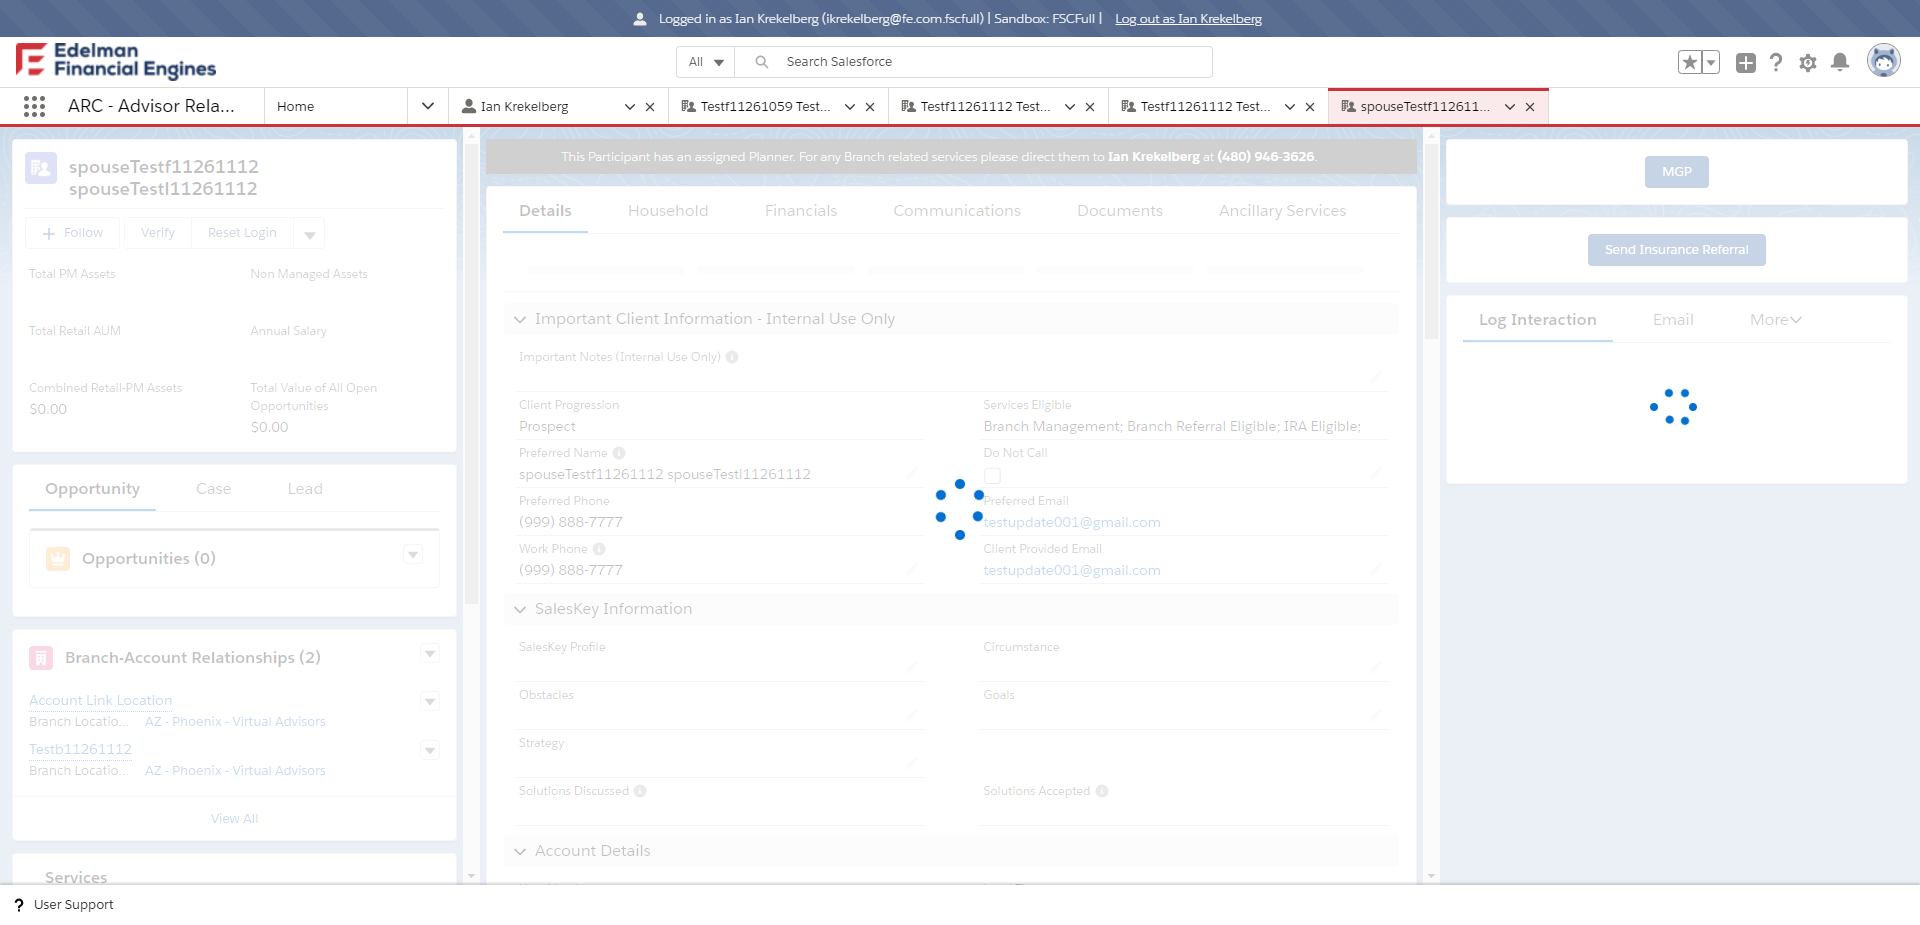 Logged in as Ian Krekelberg (ikrekelberg@fe.com.fscfull) | Sandbox: FSCFull | Log out as Ian Krekelberg
Edelman
Financial Engines
All
Search Salesforce
ARC - Advisor Rela...
Home
Ian Krekelberg
Testf11261059 Test...
Testf11261112 Test...
Testf11261112 Test...
spouseTestf112611...
spouseTestf11261112
spouseTestl11261112
Follow
Verify
Reset Login
Total PM Assets
Non Managed Assets
Total Retail AUM
Annual Salary
Combined Retail-PM Assets
$0.00
Total Value of All Open
Opportunities
$0.00
Opportunity
Case
Lead
Opportunities (0)
Branch-Account Relationships (2)
Account Link Location
Branch Locatio... AZ - Phoenix - Virtual Advisors
Testb11261112
Branch Locatio... AZ - Phoenix - Virtual Advisors
View All
Services
This Participant has an assigned Planner. For any Branch related services please direct them to Ian Krekelberg at (480) 946-3626.
Details
Household
Financials
Communications
Documents
Ancillary Services
Important Client Information - Internal Use Only
Important Notes (Internal Use Only)
Client Progression
Prospect
Services Eligible
Branch Management; Branch Referral Eligible; IRA Eligible;
Preferred Name
spouseTestf11261112 spouseTestl11261112
Do Not Call
Preferred Phone
(999) 888-7777
Preferred Email
testupdate001@gmail.com
Work Phone
(999) 888-7777
Client Provided Email
testupdate001@gmail.com
SalesKey Information
SalesKey Profile
Circumstance
Obstacles
Goals
Strategy
Solutions Discussed
Solutions Accepted
Account Details
MGP
Send Insurance Referral
Log Interaction
Email
More
User Support